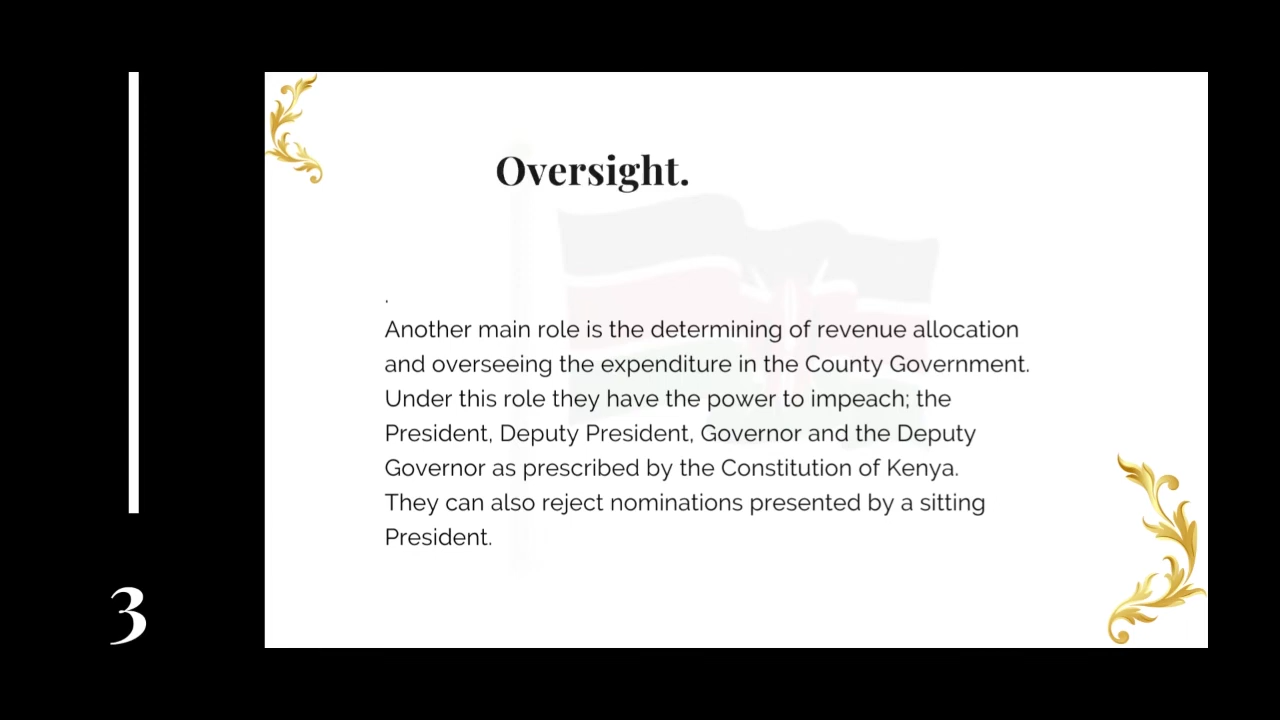 Oversight.
.
Another main role is the determining of revenue allocation
and overseeing the expenditure in the County Government.
Under this role they have the power to impeach; the
President, Deputy President, Governor and the Deputy
Governor as prescribed by the Constitution of Kenya.
They can also reject nominations presented by a sitting
President.
3